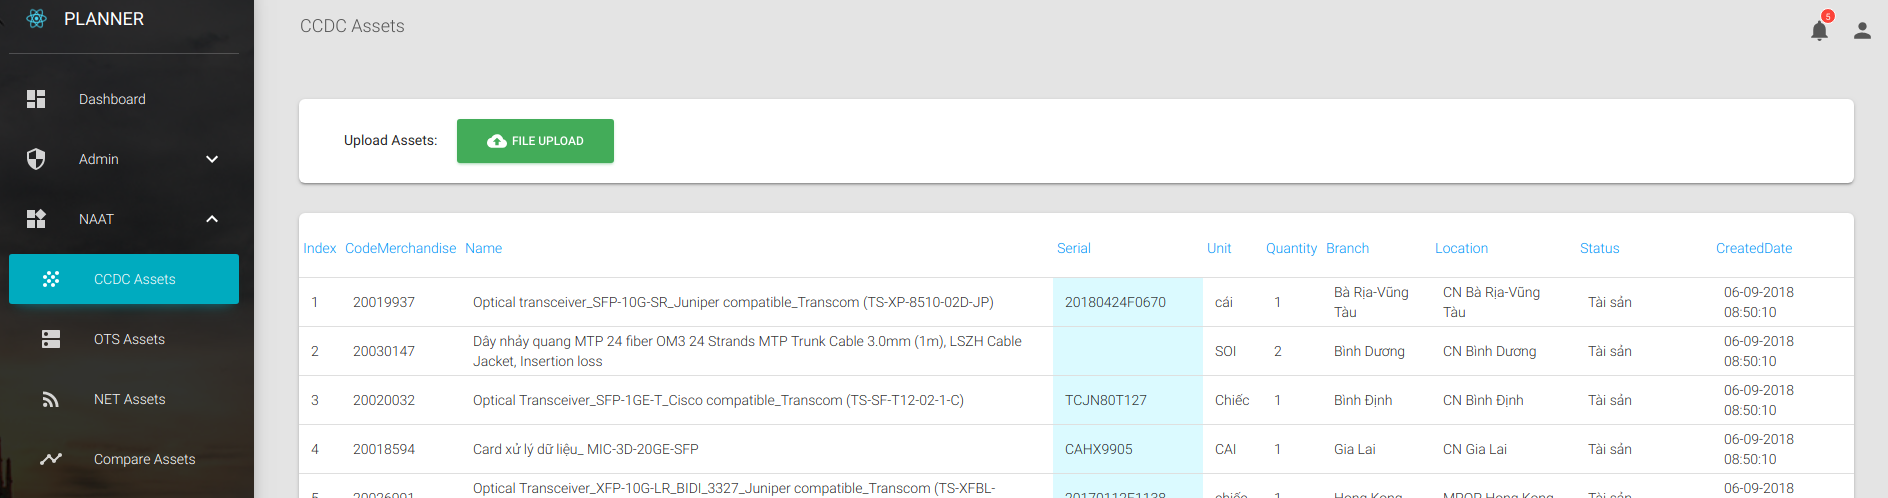 PLANNER
Dashboard
Admin
NAAT
CCDC Assets
OTS Assets
NET Assets
Compare Assets
CCDC Assets
5
Upload Assets: FILE UPLOAD
Index CodeMerchandise Name Serial Unit Quantity Branch Location Status CreatedDate
1 20019937 Optical transceiver_SFP-10G-SR_Juniper compatible_Transcom (TS-XP-8510-02D-JP) 20180424F0670 cái 1 Bà Rịa-Vũng Tàu CN Bà Rịa-Vũng Tàu Tài sản 06-09-2018 08:50:10
2 20030147 Dây nhảy quang MTP 24 fiber OM3 24 Strands MTP Trunk Cable 3.0mm (1m), LSZH Cable Jacket, Insertion loss SOI 2 Bình Dương CN Bình Dương Tài sản 06-09-2018 08:50:10
3 20020032 Optical Transceiver_SFP-1GE-T_Cisco compatible_Transcom (TS-SF-T12-02-1-C) TCJN80T127 Chiếc 1 Bình Định CN Bình Định Tài sản 06-09-2018 08:50:10
4 20018594 Card xử lý dữ liệu_ MIC-3D-20GE-SFP CAHX9905 CAI 1 Gia Lai CN Gia Lai Tài sản 06-09-2018 08:50:10
Optical Transceiver_XFP-10G-LR_BIDI_3327_Juniper compatible_Transcom (TS-XFBL- 06-09-2018